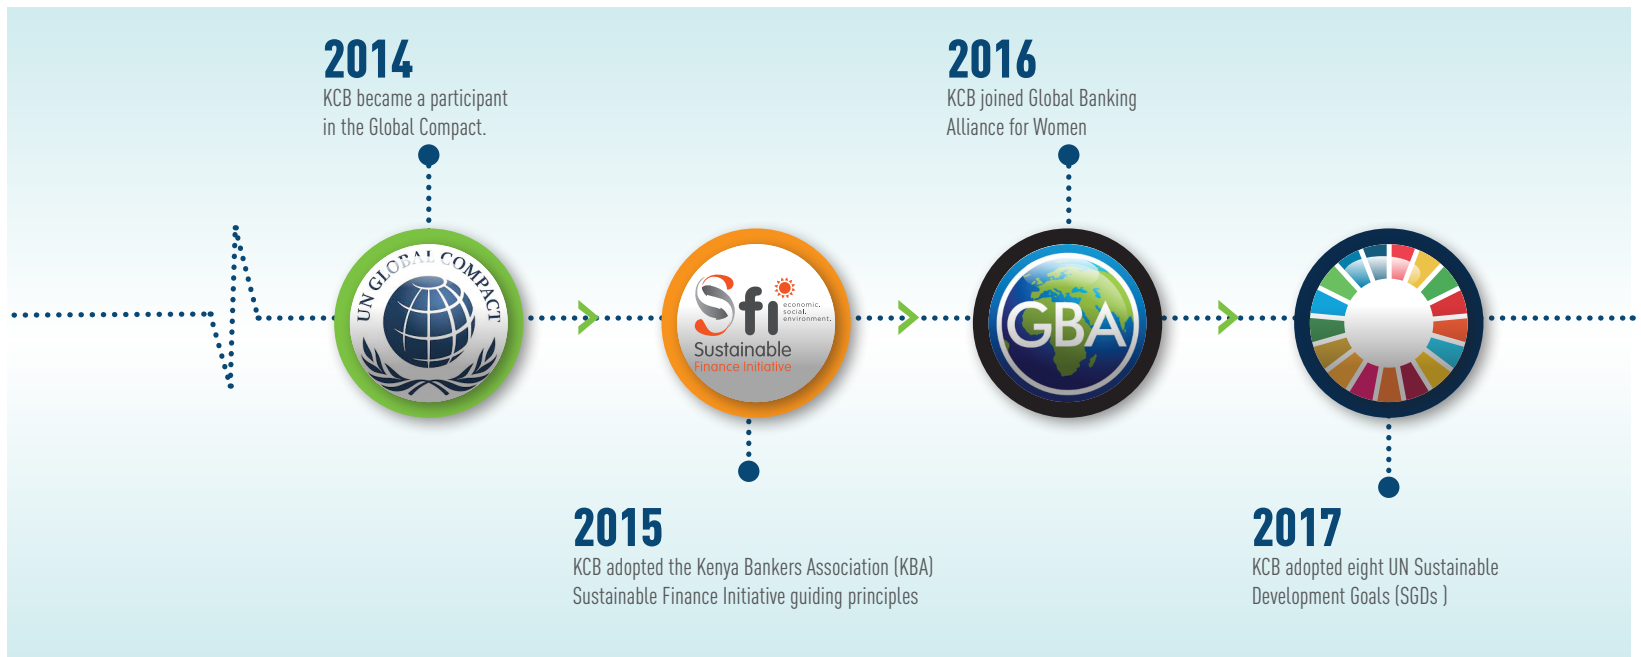 2014
KCB became a participant
in the Global Compact.
2016
KCB joined Global Banking
Alliance for Women
UN GLOBAL COMPACT
Sfi
economic.
social.
environment.
Sustainable
Finance Initiative
GBA
2015
KCB adopted the Kenya Bankers Association (KBA)
Sustainable Finance Initiative guiding principles
2017
KCB adopted eight UN Sustainable
Development Goals (SGDs )